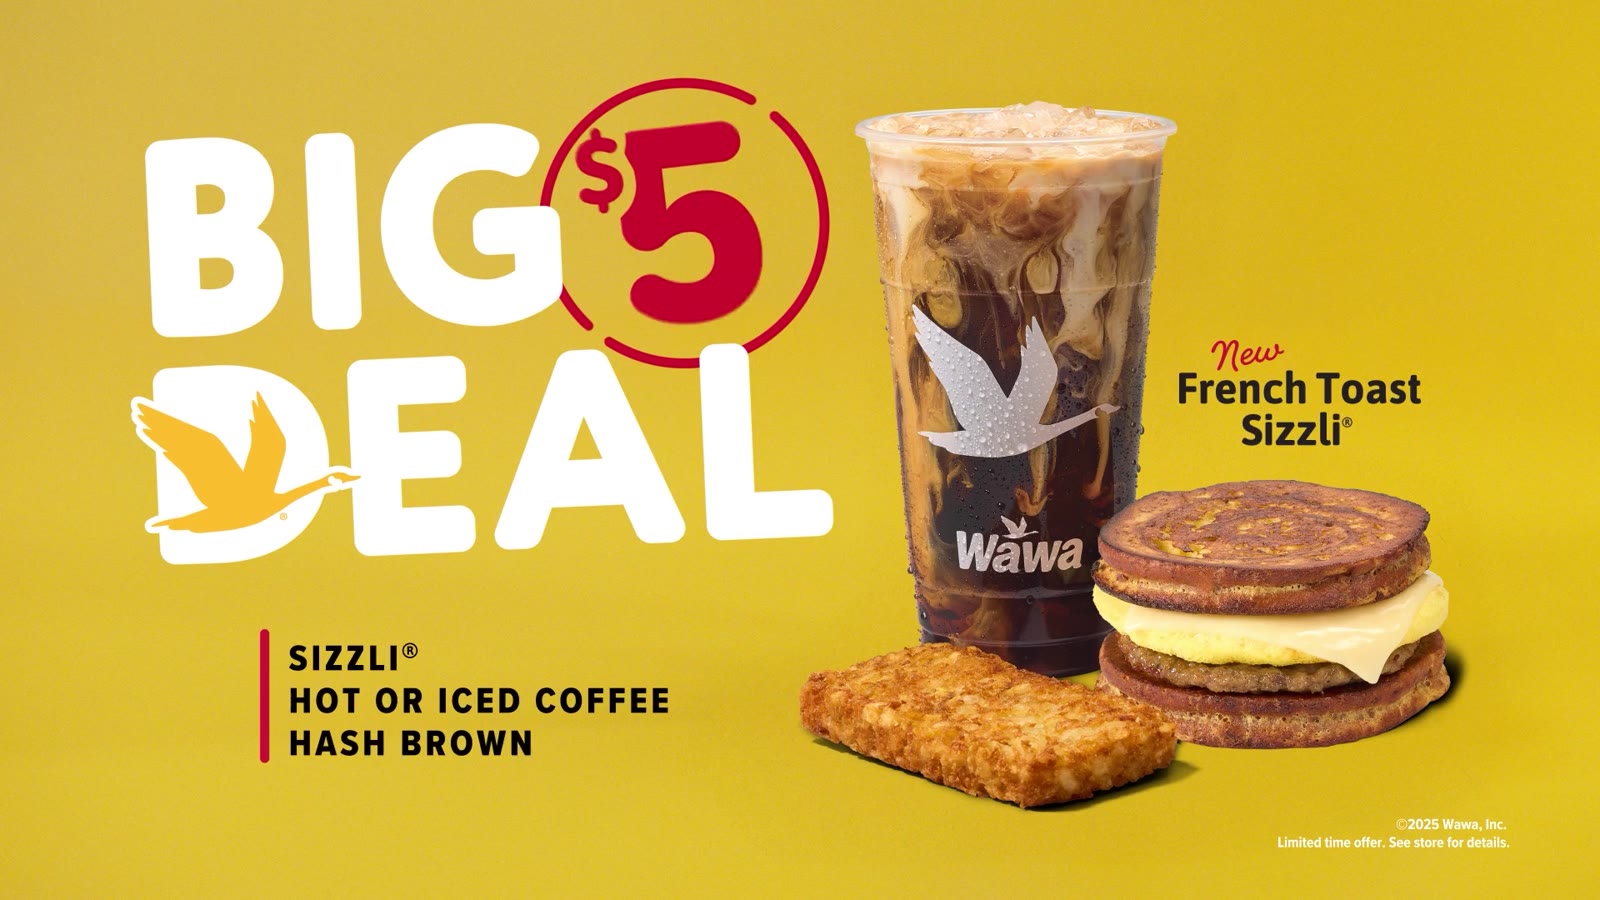 BIG $5
DEAL
®
SIZZLI®
HOT OR ICED COFFEE
HASH BROWN
Wawa
New
French Toast
Sizzli®
©2025 Wawa, Inc.
Limited time offer. See store for details.